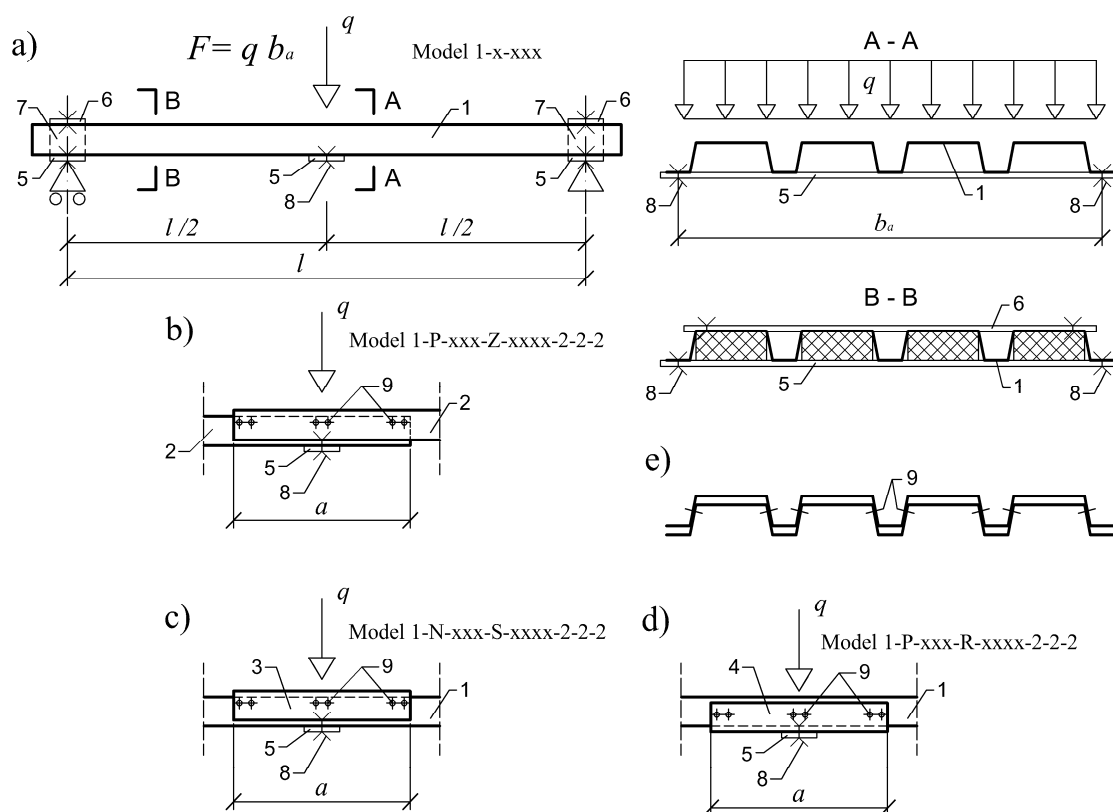 a)
F = q bₐ
q
Model 1-x-xxx
B
A
7
6
1
7
6
5
5
5
8
B
A
l /2
l /2
l
A - A
q
8
5
1
8
bₐ
B - B
6
8
5
1
8
b)
q
Model 1-P-xxx-Z-xxxx-2-2-2
9
2
2
5
8
a
e)
9
c)
q
Model 1-N-xxx-S-xxxx-2-2-2
3
9
1
5
8
a
d)
q
Model 1-P-xxx-R-xxxx-2-2-2
4
9
1
5
8
a